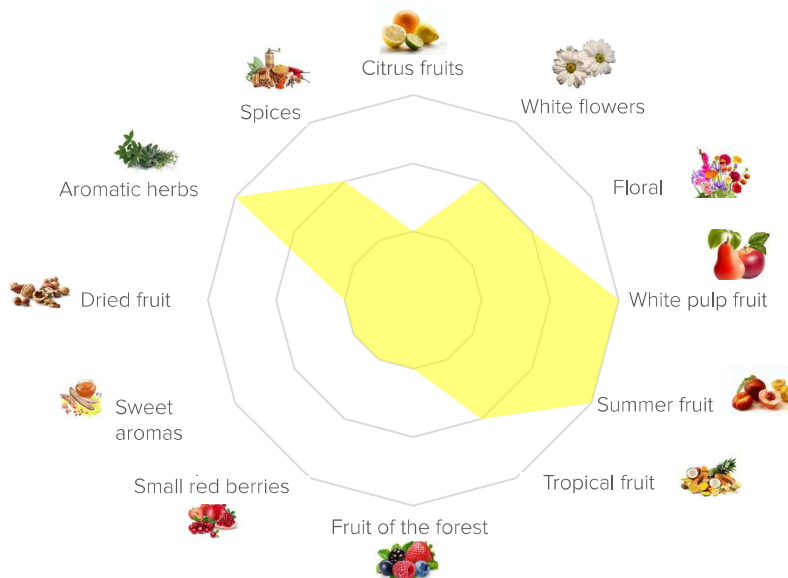 Citrus fruits
White flowers
Floral
White pulp fruit
Summer fruit
Tropical fruit
Fruit of the forest
Small red berries
Sweet
aromas
Dried fruit
Aromatic herbs
Spices